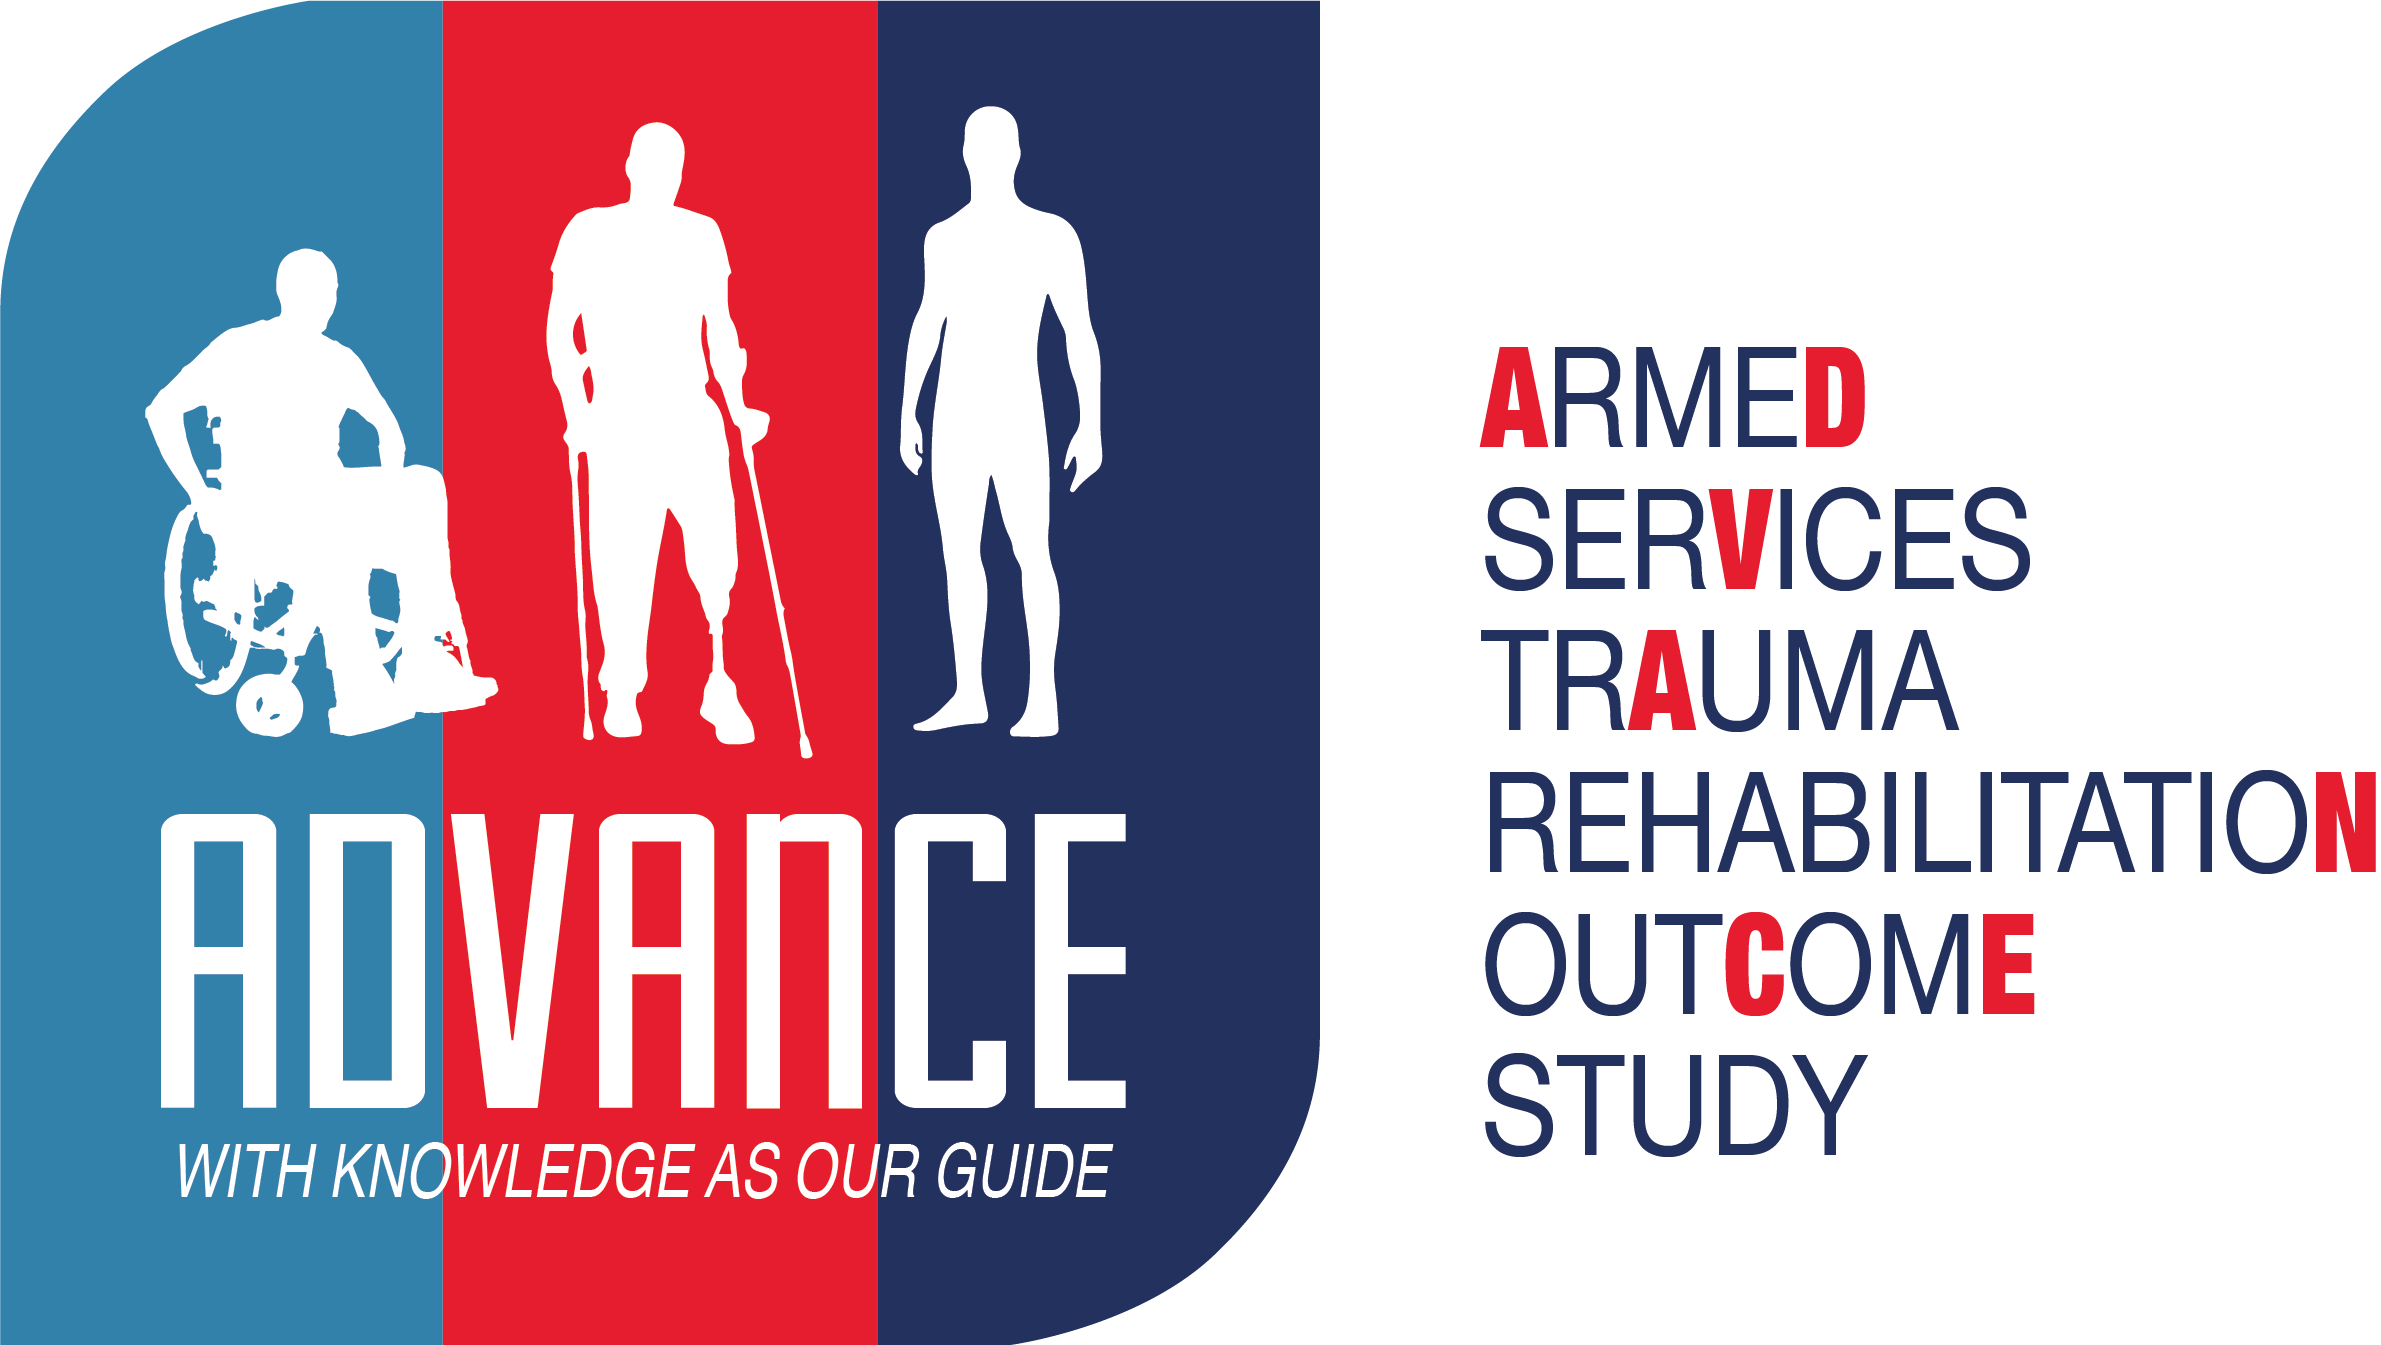 ADVANCE
WITH KNOWLEDGE AS OUR GUIDE
ARMED
SERVICES
TRAUMA
REHABILITATION
OUTCOME
STUDY